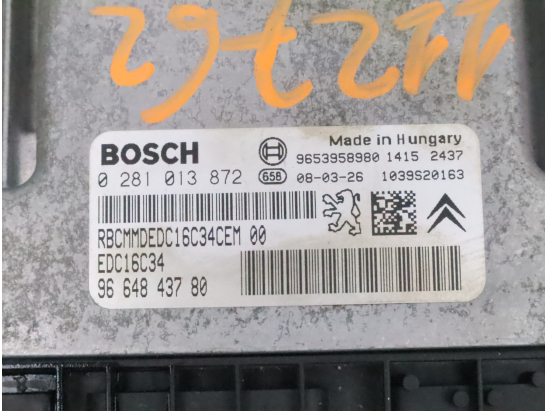 BOSCH
Made in Hungary
9653958980 1415 2437
0 281 013 872 658 08-03-26 1039S20163
RBCMMDEDC16C34CEM 00
EDC16C34
96 648 437 80